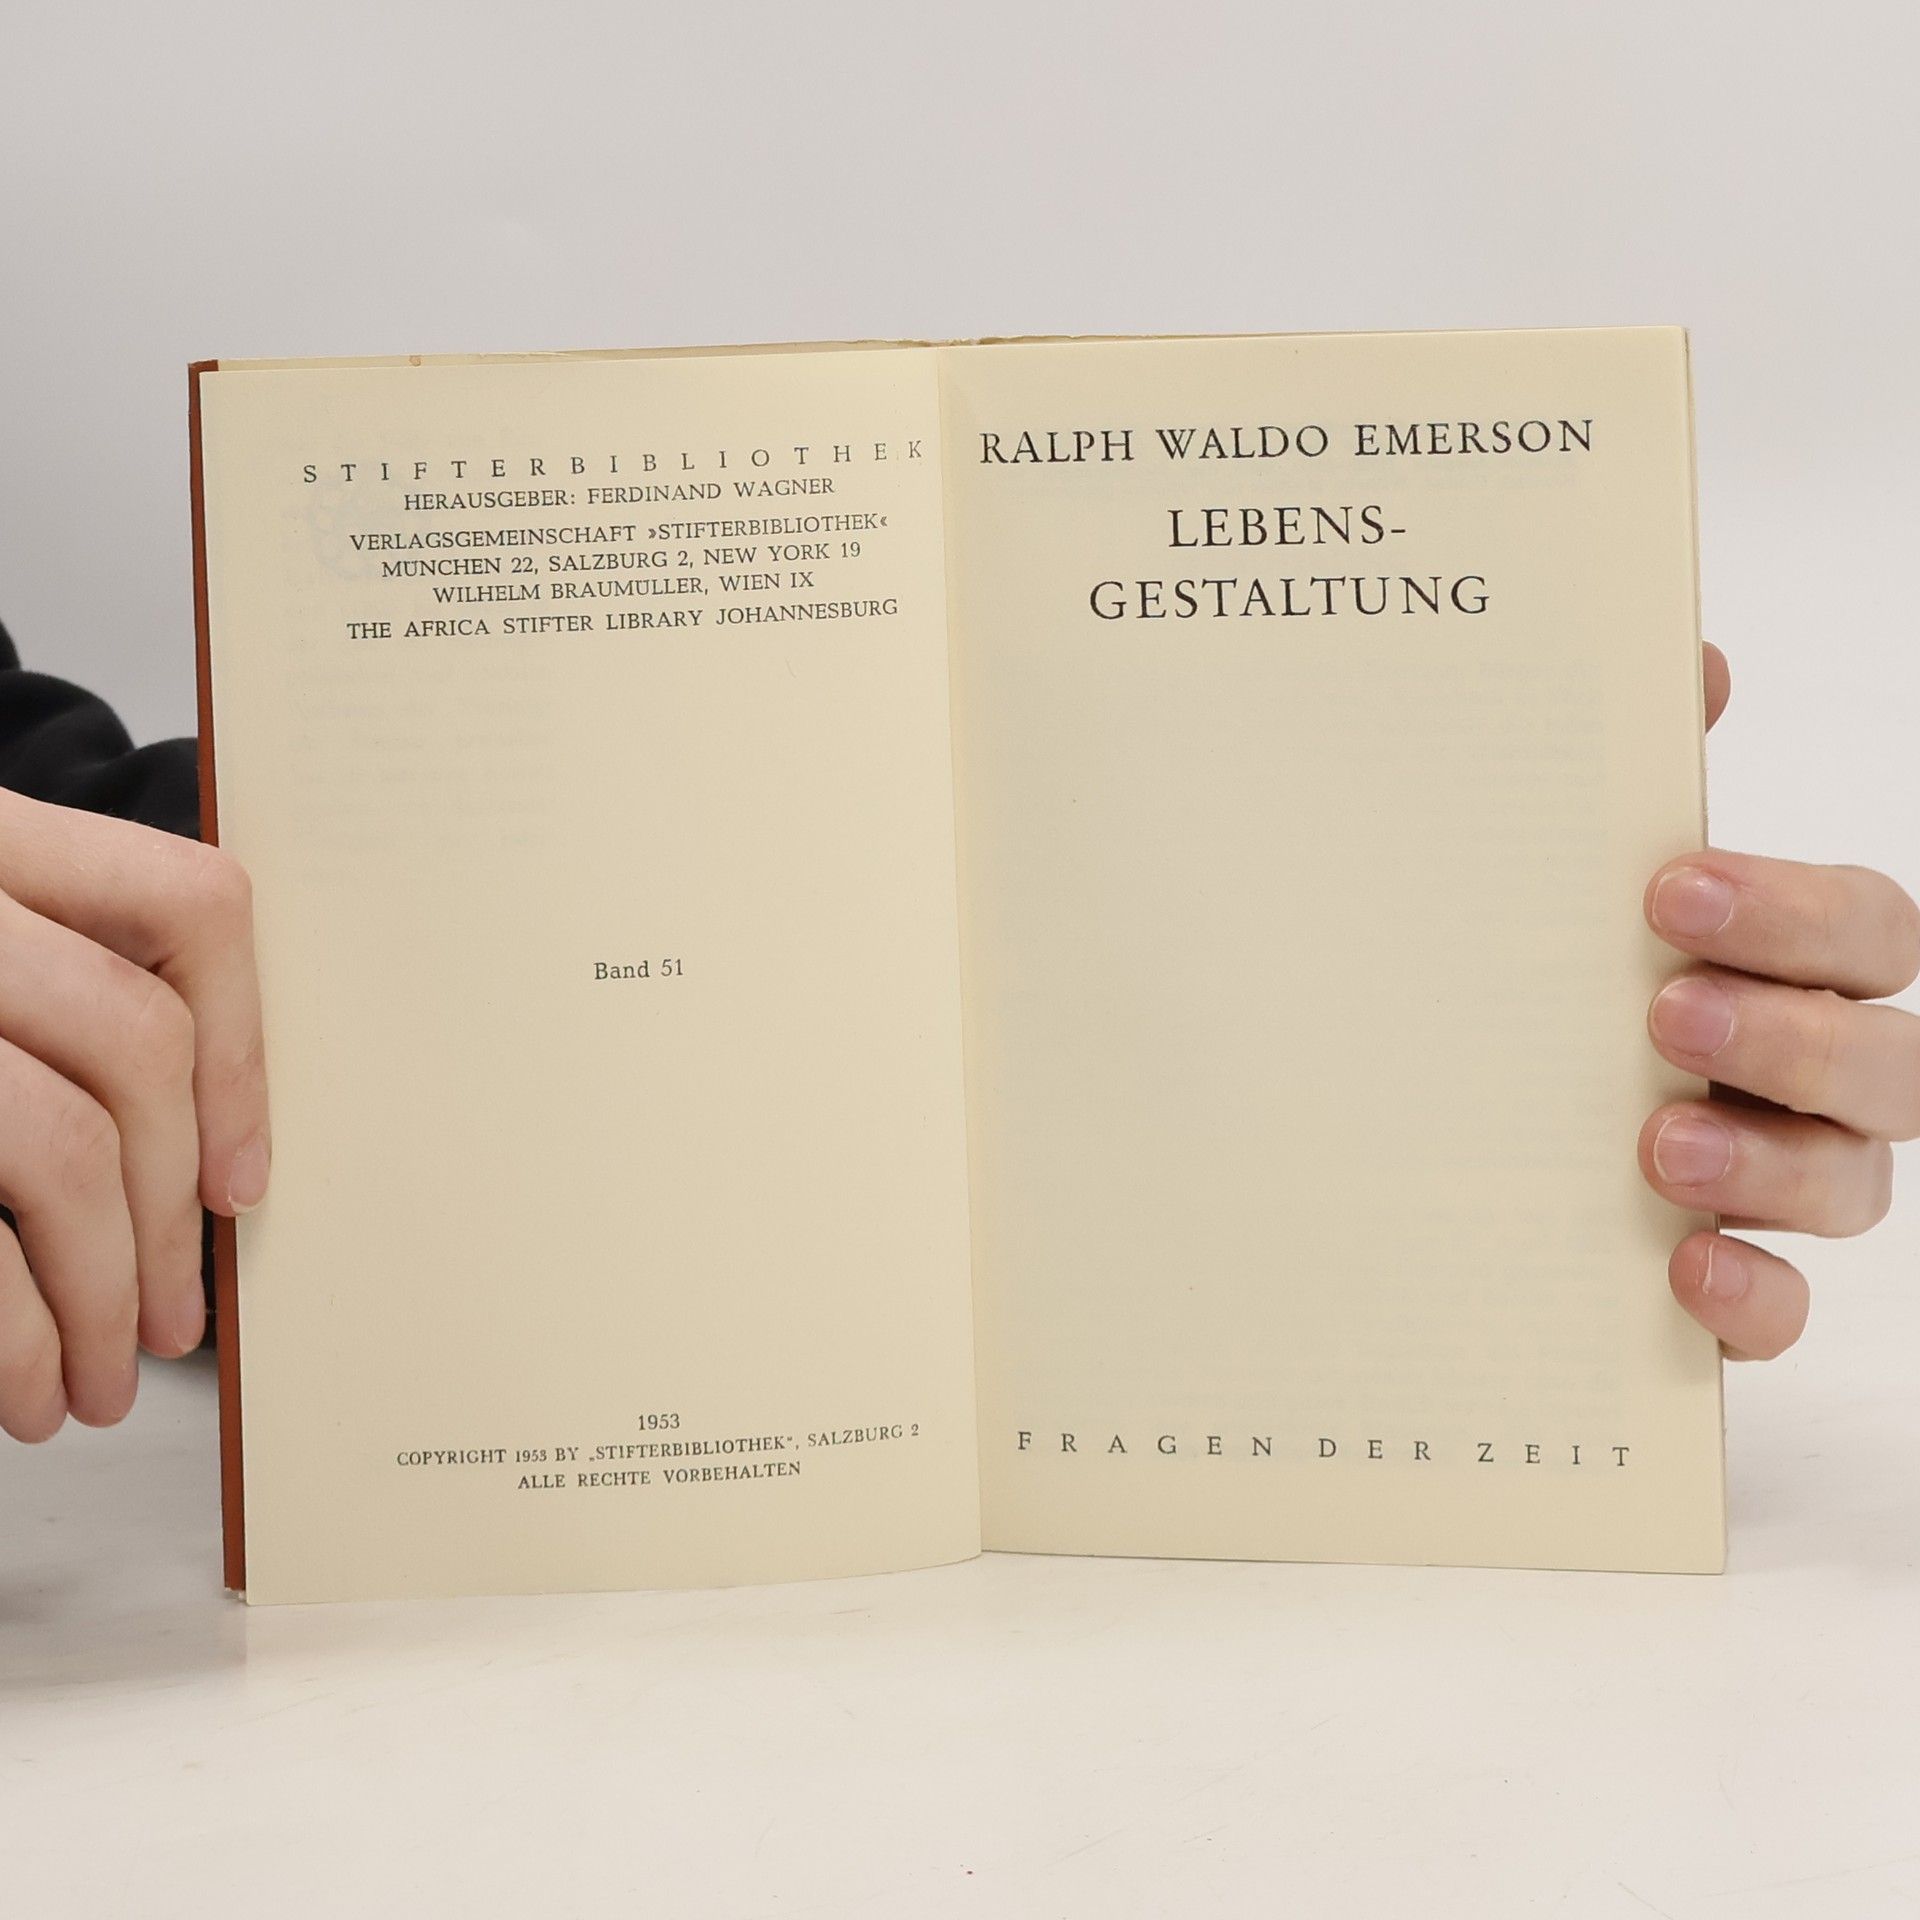 STIFTERBIBLIOTHEK
HERAUSGEBER: FERDINAND WAGNER
VERLAGSGEMEINSCHAFT »STIFTERBIBLIOTHEK«
MÜNCHEN 22, SALZBURG 2, NEW YORK 19
WILHELM BRAUMÜLLER, WIEN IX
THE AFRICA STIFTER LIBRARY JOHANNESBURG
Band 51
1953
COPYRIGHT 1953 BY „STIFTERBIBLIOTHEK“, SALZBURG 2
ALLE RECHTE VORBEHALTEN
RALPH WALDO EMERSON
LEBENS-
GESTALTUNG
FRAGEN DER ZEIT